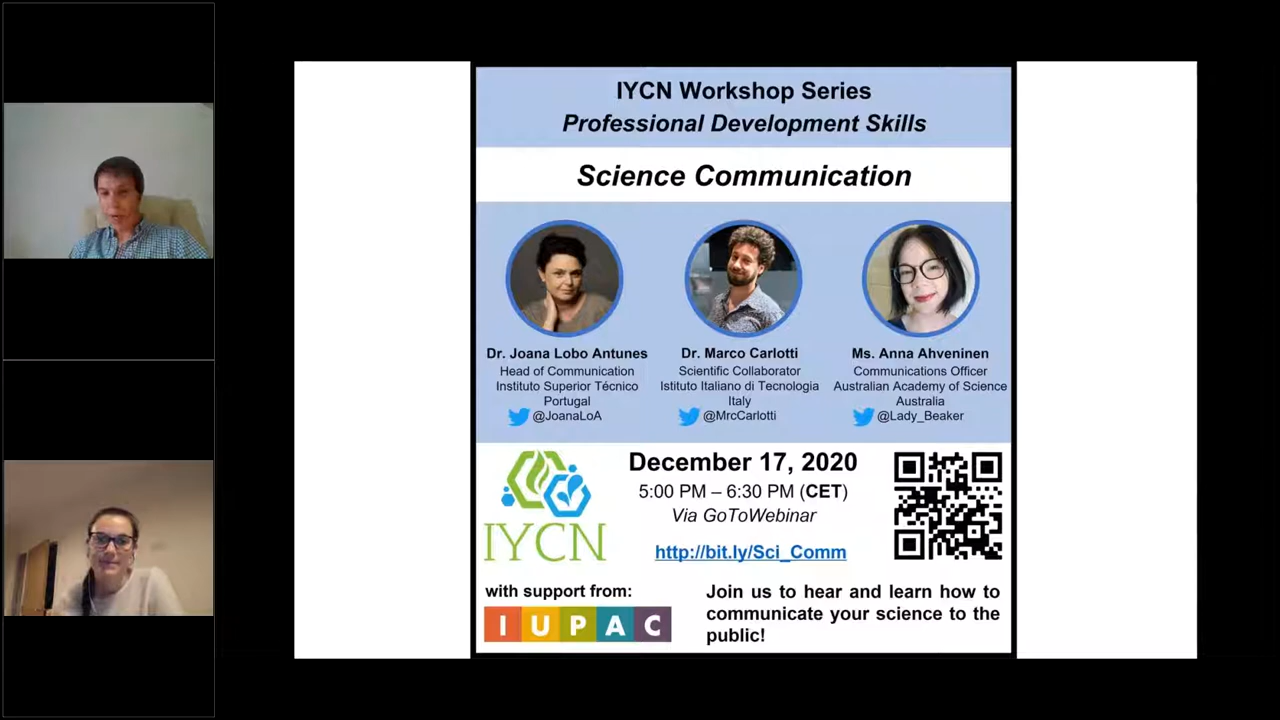 IYCN Workshop Series
Professional Development Skills
Science Communication
Dr. Joana Lobo Antunes
Head of Communication
Instituto Superior Técnico
Portugal
@JoanaLoA
Dr. Marco Carlotti
Scientific Collaborator
Istituto Italiano di Tecnologia
Italy
@MrcCarlotti
Ms. Anna Ahveninen
Communications Officer
Australian Academy of Science
Australia
@Lady_Beaker
IYCN
December 17, 2020
5:00 PM – 6:30 PM (CET)
Via GoToWebinar
http://bit.ly/Sci_Comm
with support from:
IUPAC
Join us to hear and learn how to
communicate your science to the
public!